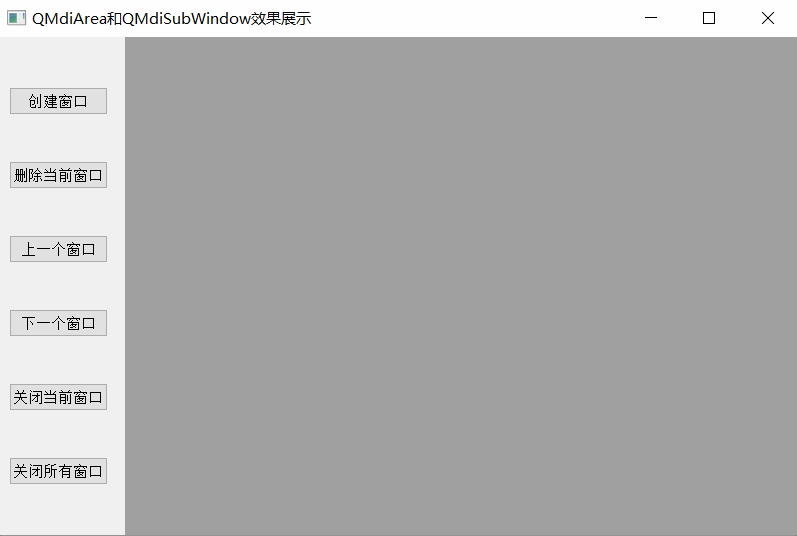 QMdiArea和QMdiSubWindow效果展示
创建窗口
删除当前窗口
上一个窗口
下一个窗口
关闭当前窗口
关闭所有窗口